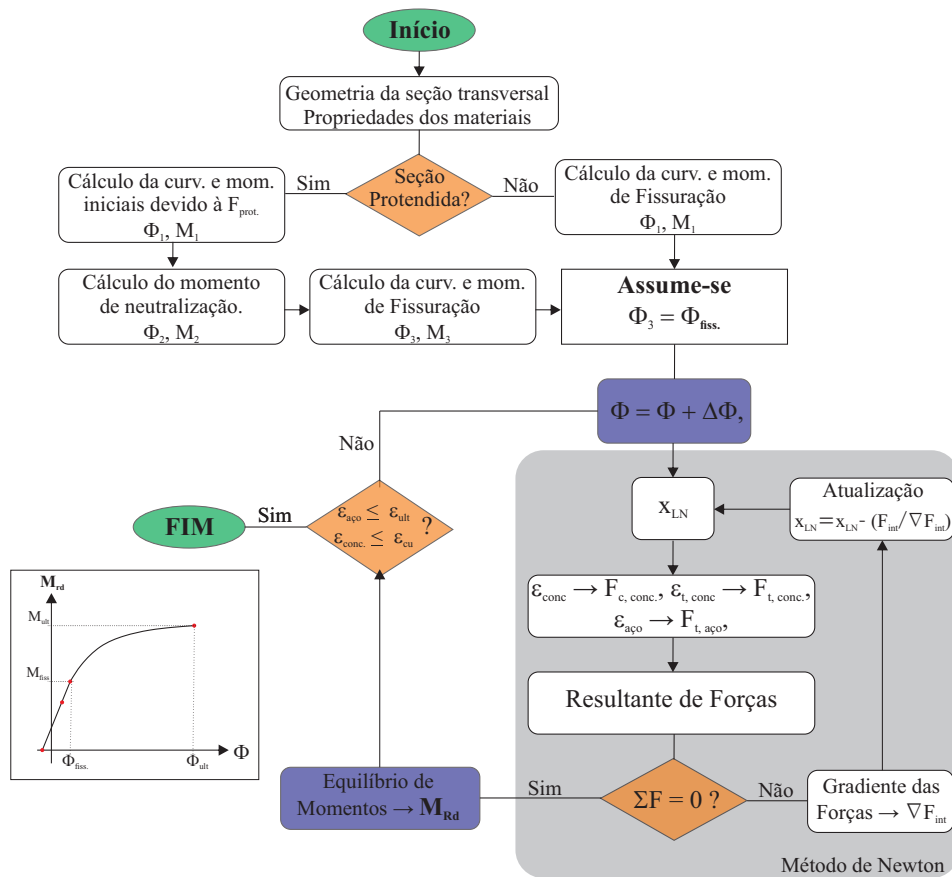 Início
Geometria da seção transversal
Propriedades dos materiais
Seção
Protendida?
Sim
Não
Cálculo da curv. e mom.
iniciais devido à F_prot.
Φ₁, M₁
Cálculo da curv. e mom.
de Fissuração
Φ₁, M₁
Cálculo do momento
de neutralização.
Φ₂, M₂
Cálculo da curv. e mom.
de Fissuração
Φ₃, M₃
Assume-se
Φ₃ = Φ_fiss.
Φ = Φ + ΔΦ,
Não
x_LN
Atualização
x_LN=x_LN- (F_int/∇F_int)
FIM
Sim
ε_aço ≤ ε_ult
ε_conc. ≤ ε_cu
?
ε_conc → F_c, conc., ε_t, conc → F_t, conc.,
ε_aço → F_t, aço,
Resultante de Forças
M_rd
M_ult
M_fiss
Φ
Φ_fiss.
Φ_ult
Equilíbrio de
Momentos → M_Rd
Sim
ΣF = 0 ?
Não
Gradiente das
Forças → ∇F_int
Método de Newton